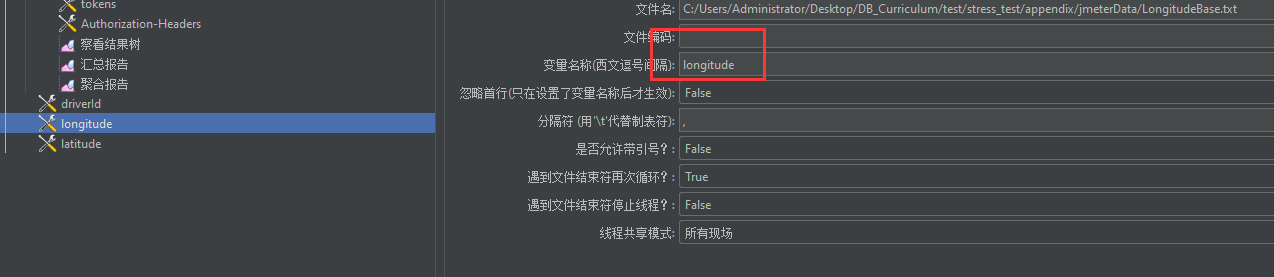 tokens
Authorization-Headers
察看结果树
汇总报告
聚合报告
driverId
longitude
latitude
文件名: C:/Users/Administrator/Desktop/DB_Curriculum/test/stress_test/appendix/jmeterData/LongitudeBase.txt
文件编码:
变量名称(西文逗号间隔): longitude
忽略首行(只在设置了变量名称后才生效): False
分隔符 (用'\t'代替制表符): ,
是否允许带引号?: False
遇到文件结束符再次循环?: True
遇到文件结束符停止线程?: False
线程共享模式: 所有现场